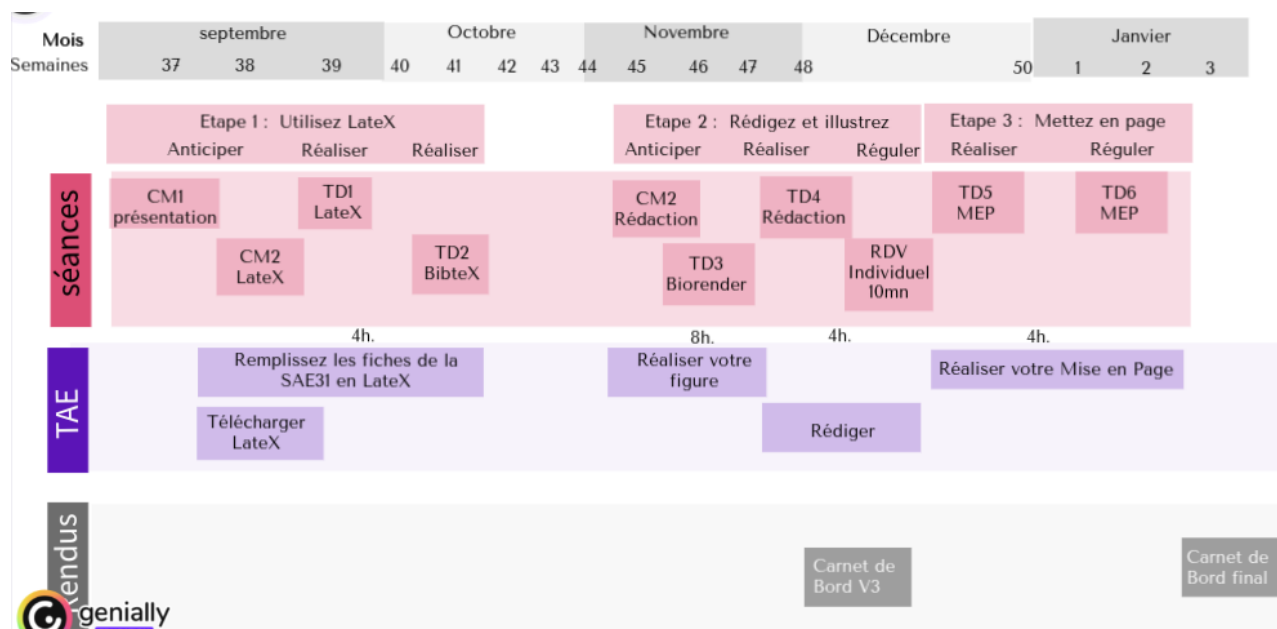 Mois septembre Octobre Novembre Décembre Janvier
Semaines 37 38 39 40 41 42 43 44 45 46 47 48 50 1 2 3
Etape 1 : Utilisez LateX
Anticiper Réaliser Réaliser
Etape 2 : Rédigez et illustrez
Anticiper Réaliser Réguler
Etape 3 : Mettez en page
Réaliser Réguler
séances
CM1
présentation
TD1
LateX
CM2
LateX
TD2
BibteX
CM2
Rédaction
TD3
Biorender
TD4
Rédaction
RDV
Individuel
10mn
TD5
MEP
TD6
MEP
4h. 8h. 4h. 4h.
TAE
Remplissez les fiches de la
SAE31 en LateX
Télécharger
LateX
Réaliser votre
figure
Rédiger
Réaliser votre Mise en Page
Carnet de
Bord V3
Carnet de
Bord final
genially